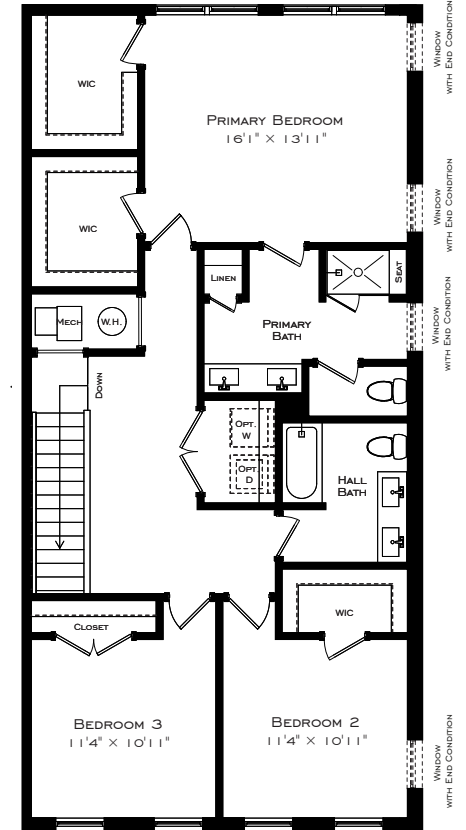 WIC
Primary Bedroom
16'1" × 13'11"
Window
with End Condition
WIC
Window
with End Condition
Linen
Seat
Mech
W.H.
Primary
Bath
Window
with End Condition
Down
Opt.
W
Opt.
D
Hall
Bath
WIC
Closet
Bedroom 3
11'4" × 10'11"
Bedroom 2
11'4" × 10'11"
Window
with End Condition